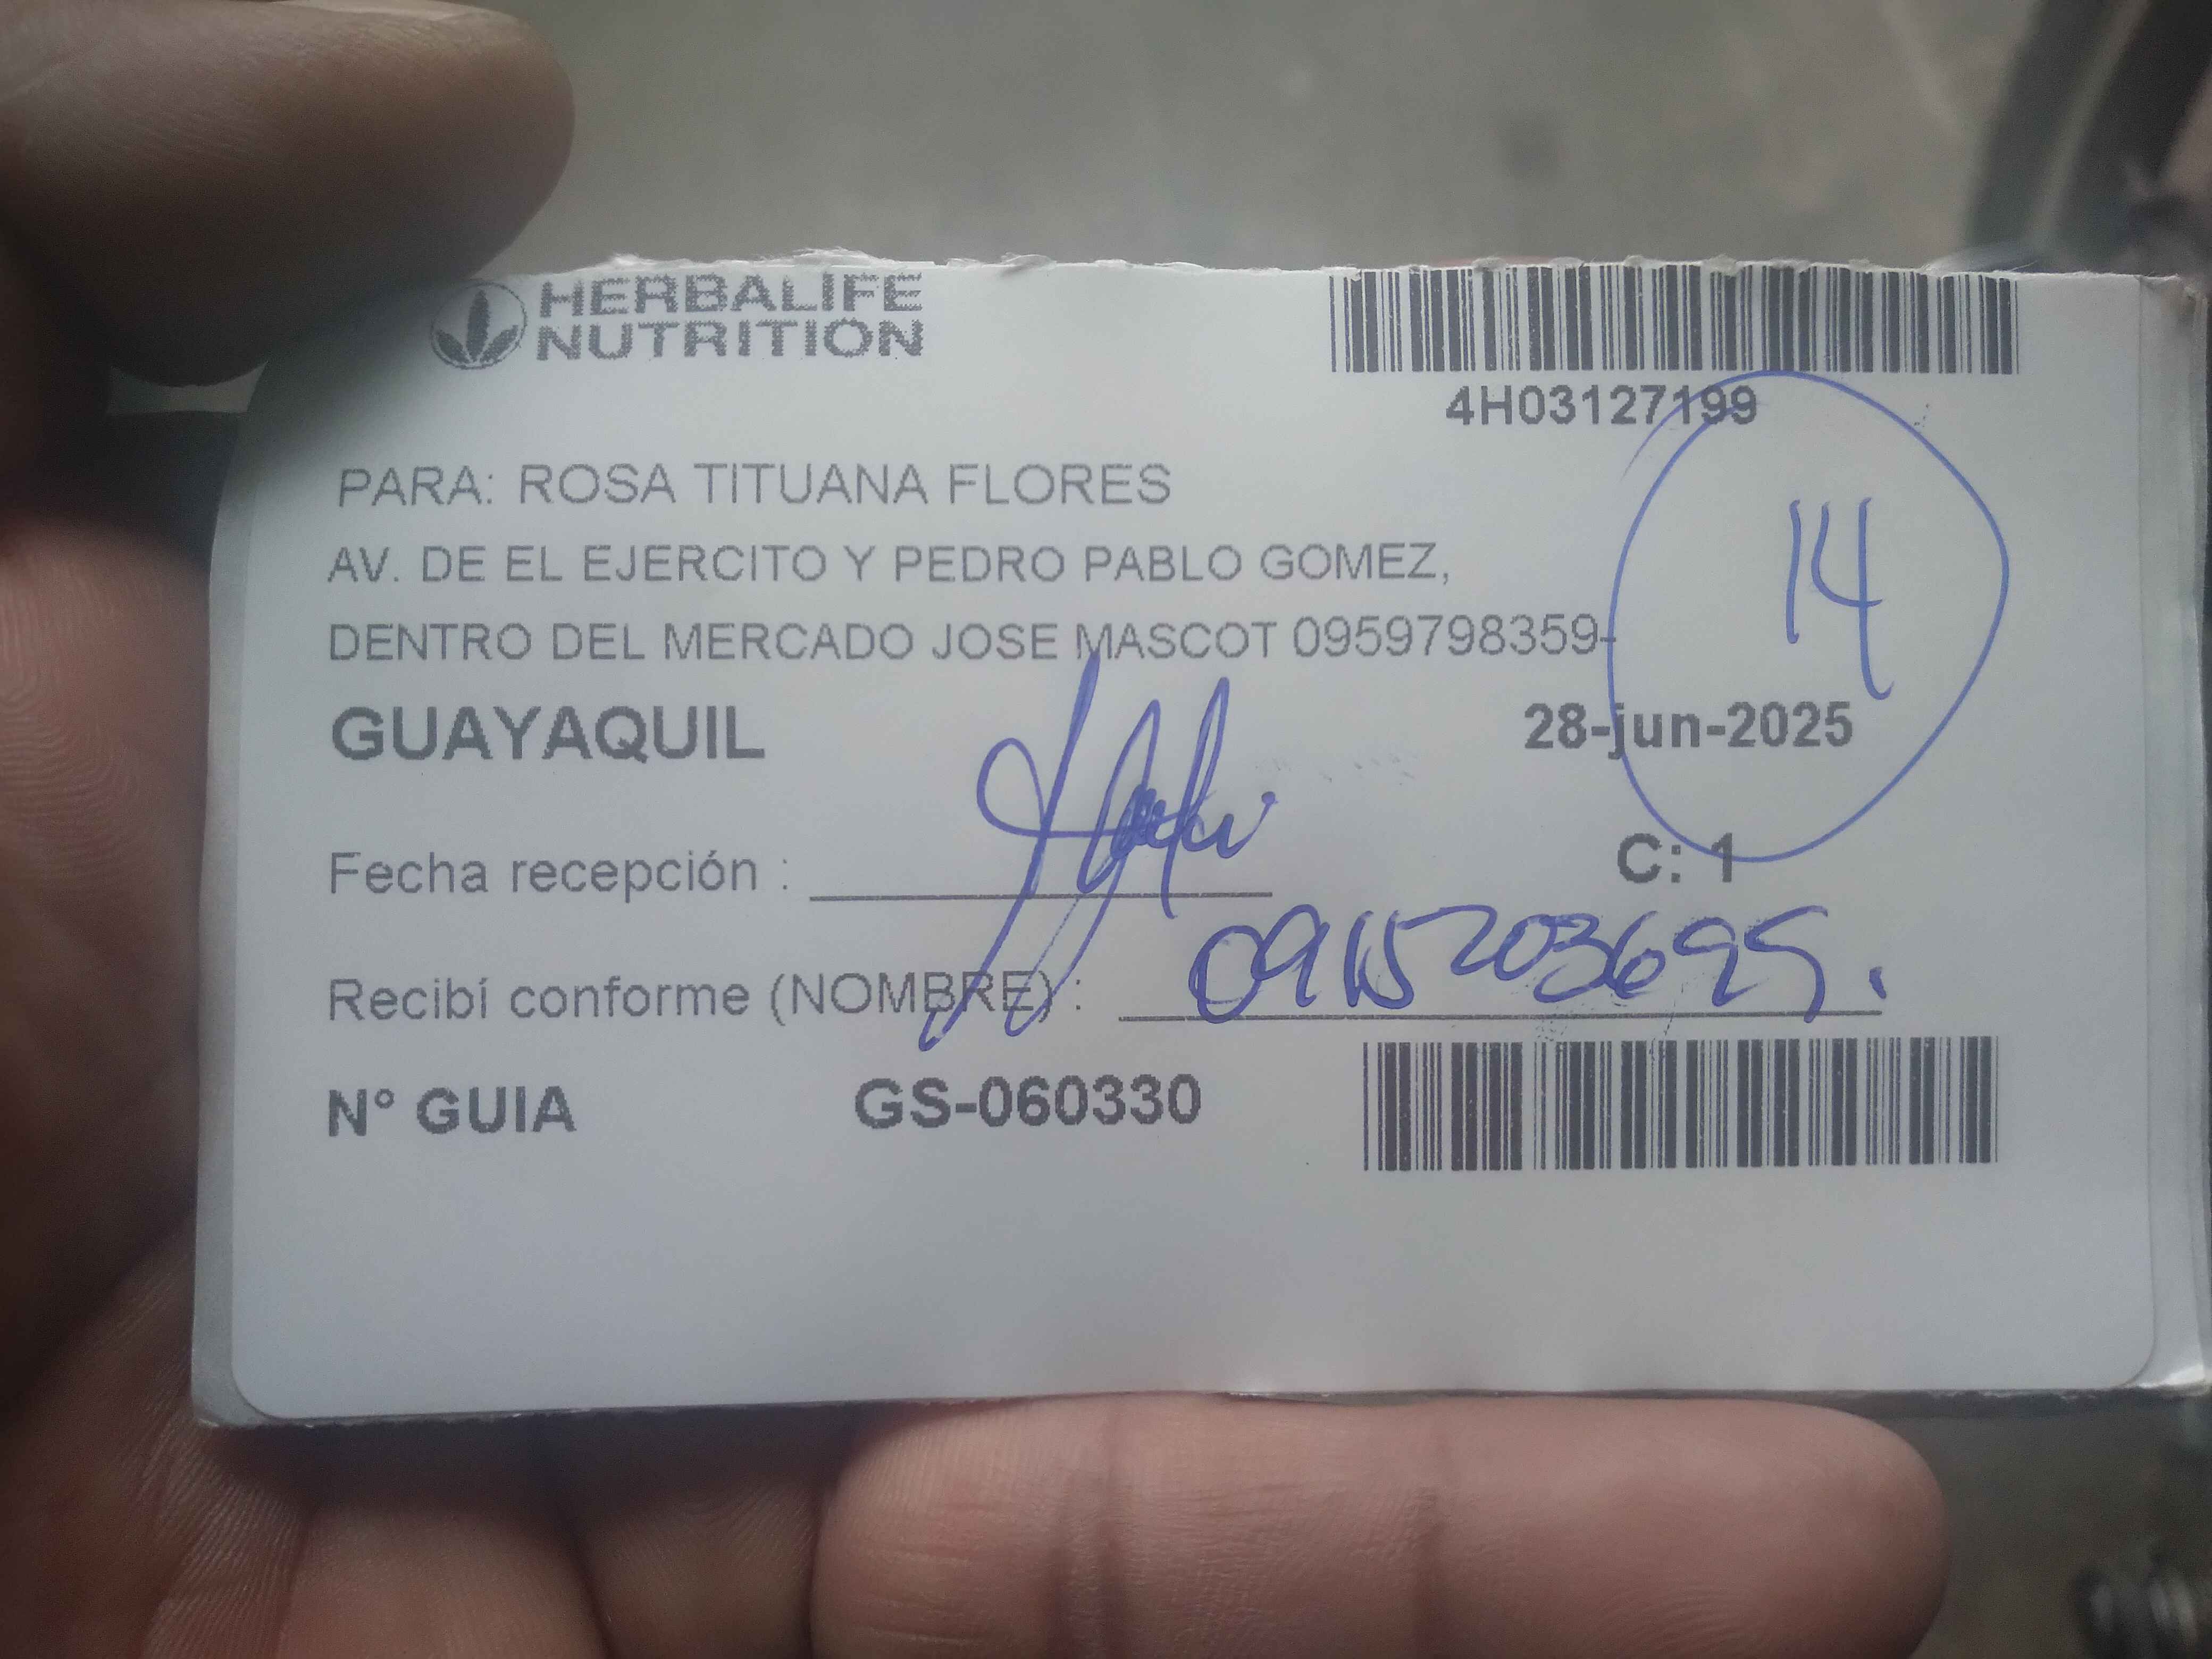 HERBALIFE
NUTRITION
4H03127199
PARA: ROSA TITUANA FLORES
14
AV. DE EL EJERCITO Y PEDRO PABLO GOMEZ,
DENTRO DEL MERCADO JOSE MASCOT 0959798359-
GUAYAQUIL
28-jun-2025
Fecha recepción :
C: 1
Recibí conforme (NOMBRE) :
N° GUIA GS-060330